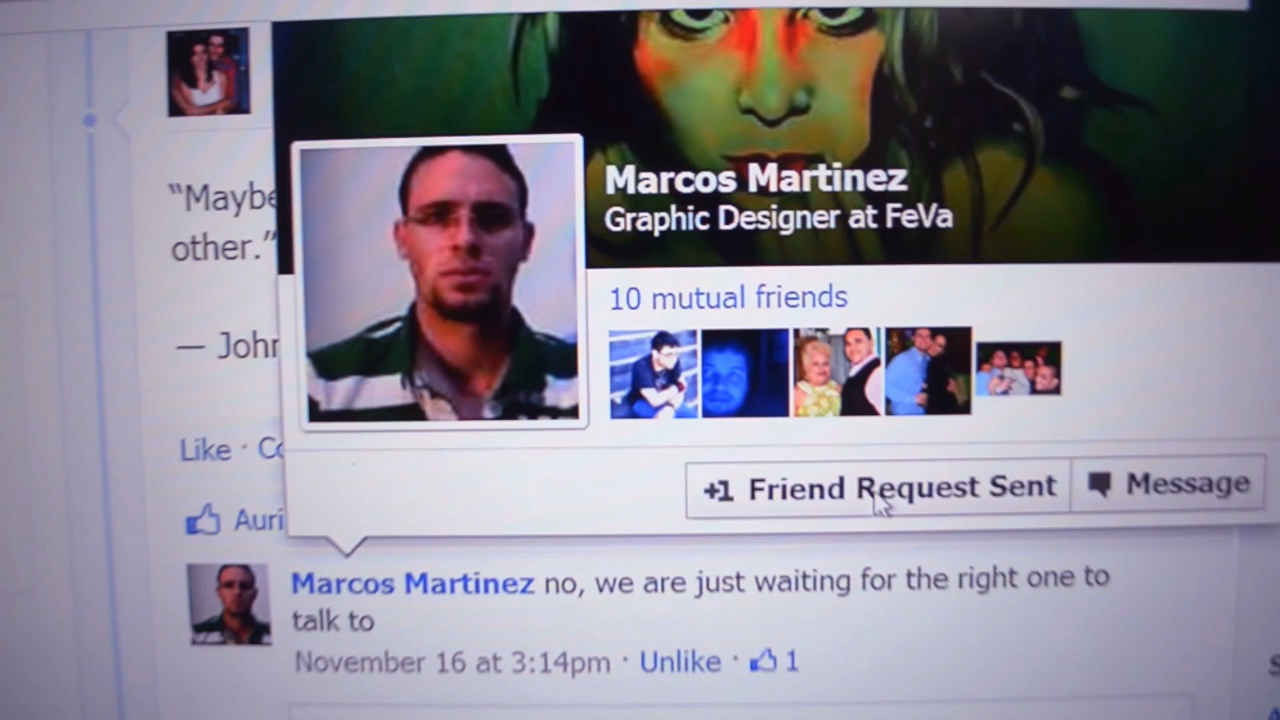 Marcos Martinez
Graphic Designer at FeVa
"Maybe
other."
10 mutual friends
— John
Like ·
+1 Friend Request Sent
Message
Auri
Marcos Martinez no, we are just waiting for the right one to
talk to
November 16 at 3:14pm · Unlike · 1